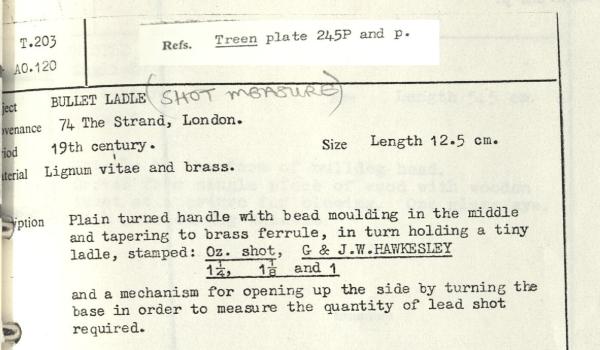 T.203
Refs. Treen plate 245P and p.
AO.120
ject BULLET LADLE (SHOT MEASURE)
venance 74 The Strand, London.
iod 19th century. Size Length 12.5 cm.
terial Lignum vitae and brass.
iption Plain turned handle with bead moulding in the middle
and tapering to brass ferrule, in turn holding a tiny
ladle, stamped: Oz. shot, G & J.W.HAWKESLEY
1¼, 1⅛ and 1
and a mechanism for opening up the side by turning the
base in order to measure the quantity of lead shot
required.